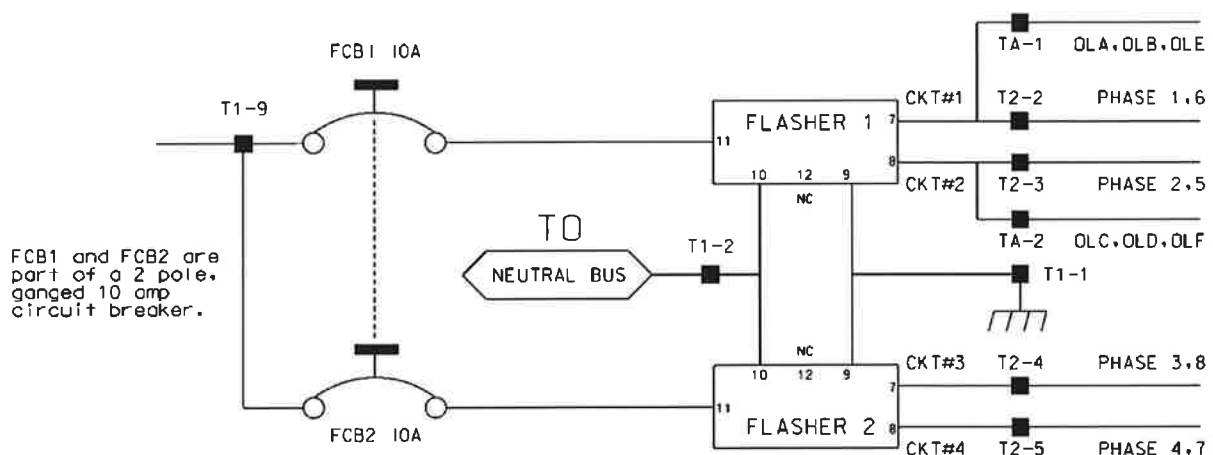 TA-1 OLA,OLB,OLE
FCB1 10A
T1-9
CKT#1 T2-2 PHASE 1,6
FLASHER 1
7
11
8
10 12 9
NC
CKT#2 T2-3 PHASE 2,5
TA-2 OLC,OLD,OLF
TO
NEUTRAL BUS
T1-2
T1-1
FCB1 and FCB2 are
part of a 2 pole,
ganged 10 amp
circuit breaker.
NC
10 12 9
CKT#3 T2-4 PHASE 3,8
7
11
FLASHER 2
8
FCB2 10A
CKT#4 T2-5 PHASE 4,7